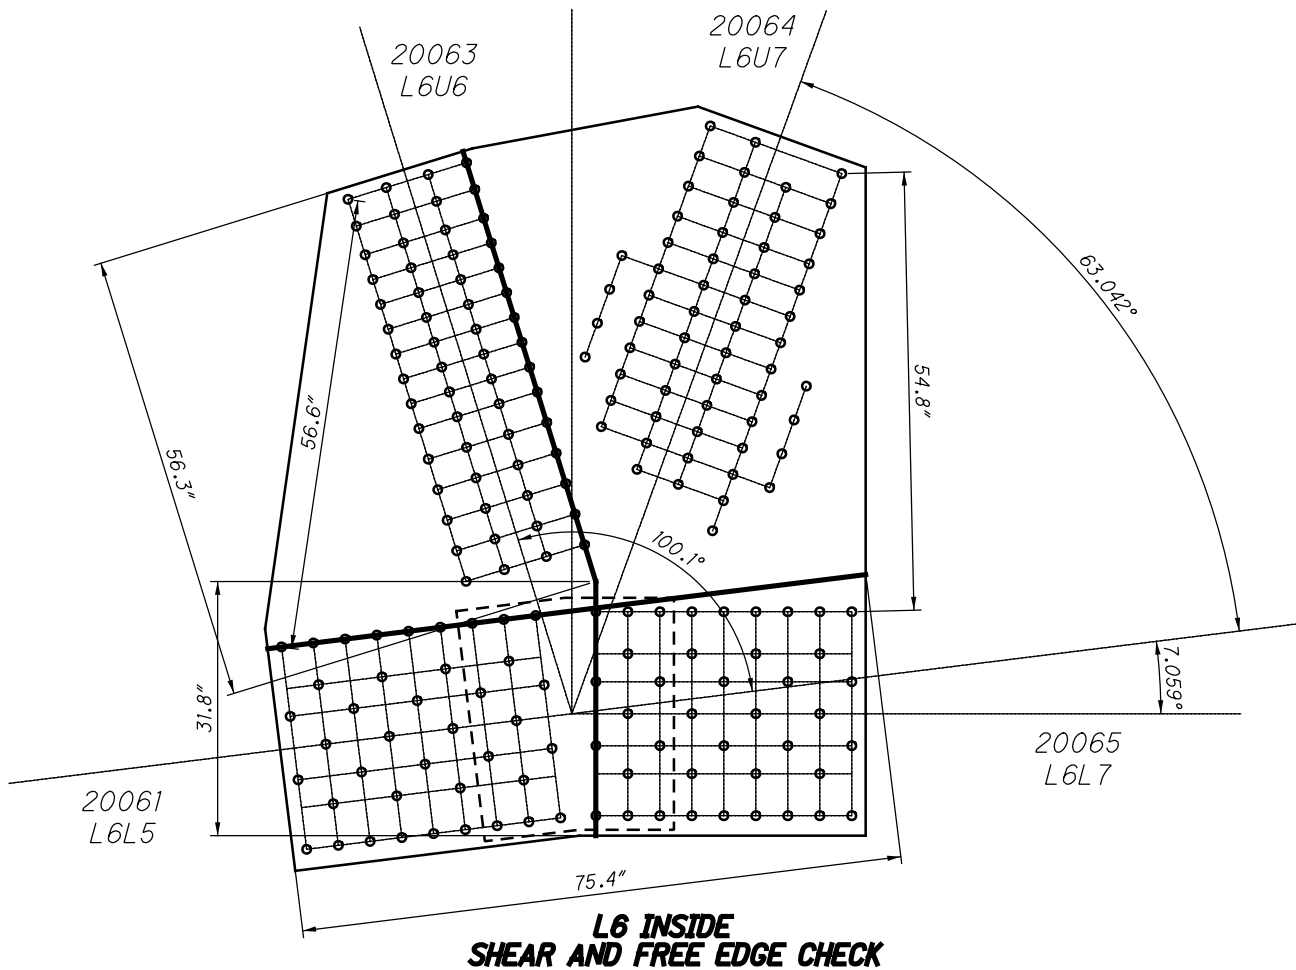 20063
L6U6
20064
L6U7
63.042°
54.8"
56.6"
56.3"
100.1°
31.8"
7.059°
20065
L6L7
20061
L6L5
75.4"
L6 INSIDE
SHEAR AND FREE EDGE CHECK